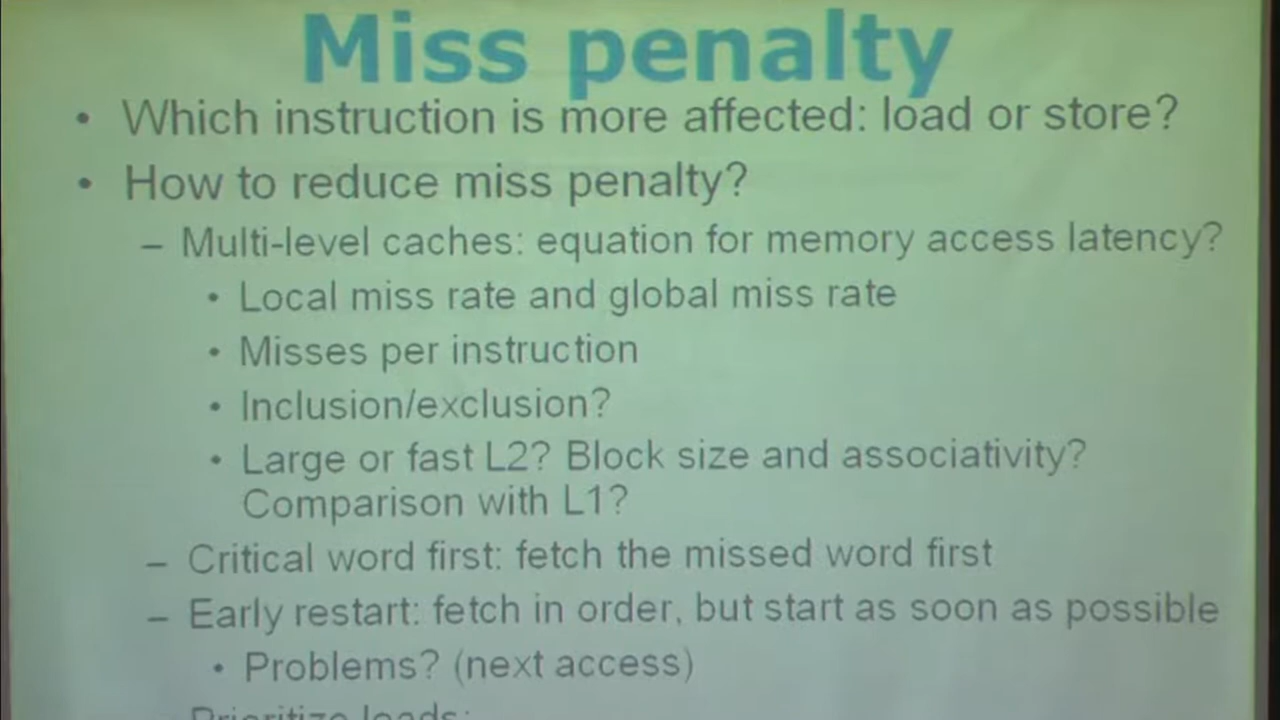 Miss penalty
• Which instruction is more affected: load or store?
• How to reduce miss penalty?
– Multi-level caches: equation for memory access latency?
• Local miss rate and global miss rate
• Misses per instruction
• Inclusion/exclusion?
• Large or fast L2? Block size and associativity?
Comparison with L1?
– Critical word first: fetch the missed word first
– Early restart: fetch in order, but start as soon as possible
• Problems? (next access)
Prioritize loads: